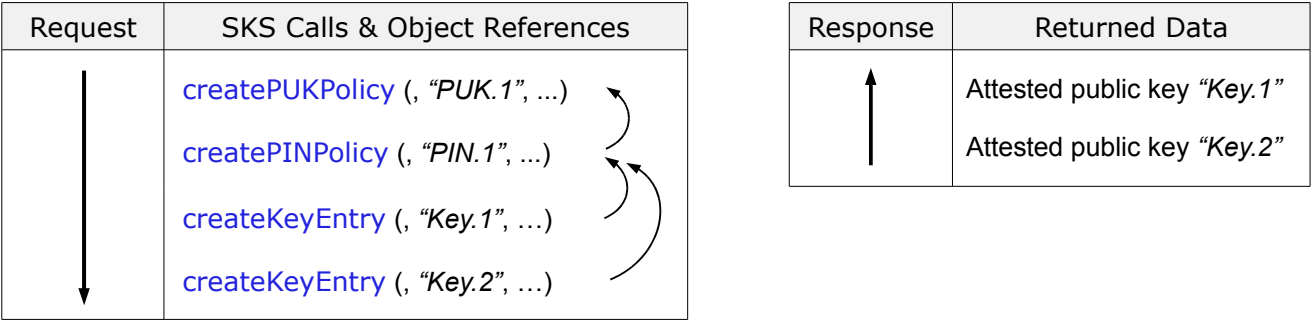 Request SKS Calls & Object References
createPUKPolicy (, “PUK.1”, ...)
createPINPolicy (, “PIN.1”, ...)
createKeyEntry (, “Key.1”, …)
createKeyEntry (, “Key.2”, …)
Response Returned Data
Attested public key “Key.1”
Attested public key “Key.2”